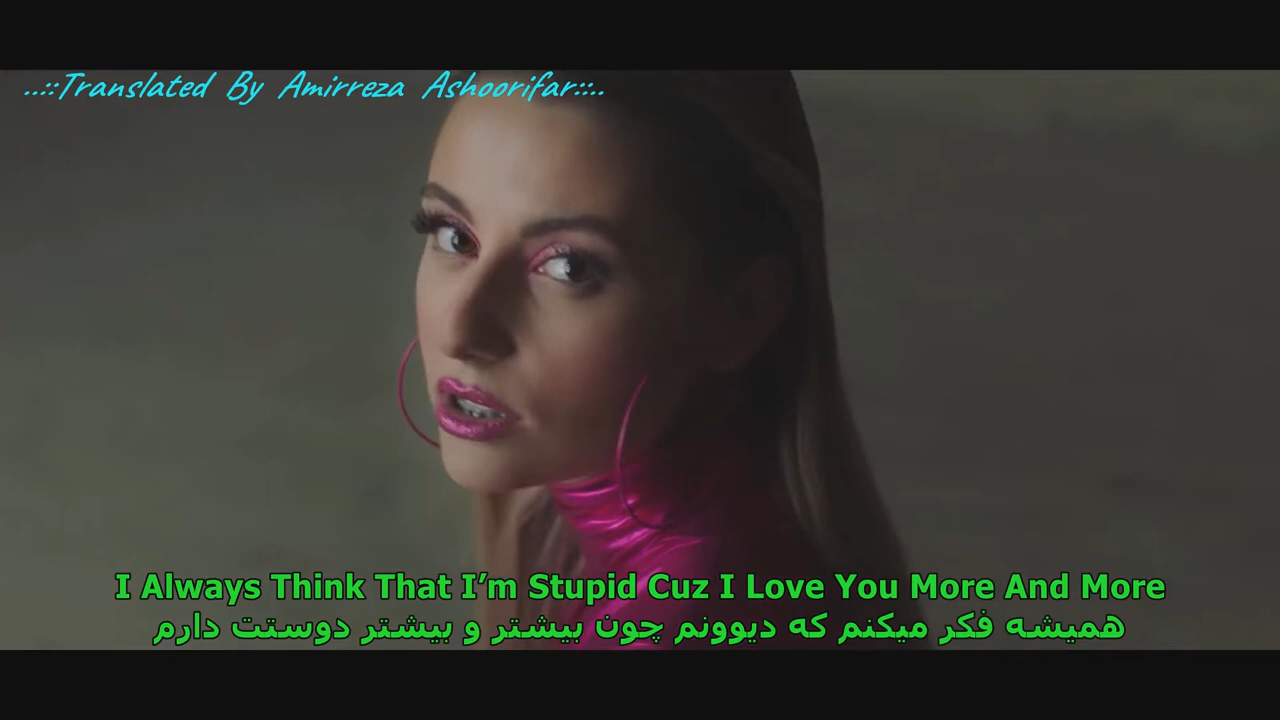 ..::Translated By Amirreza Ashoorifar::..
I Always Think That I’m Stupid Cuz I Love You More And More
همیشه فکر میکنم که دیوونم چون بیشتر و بیشتر دوستت دارم